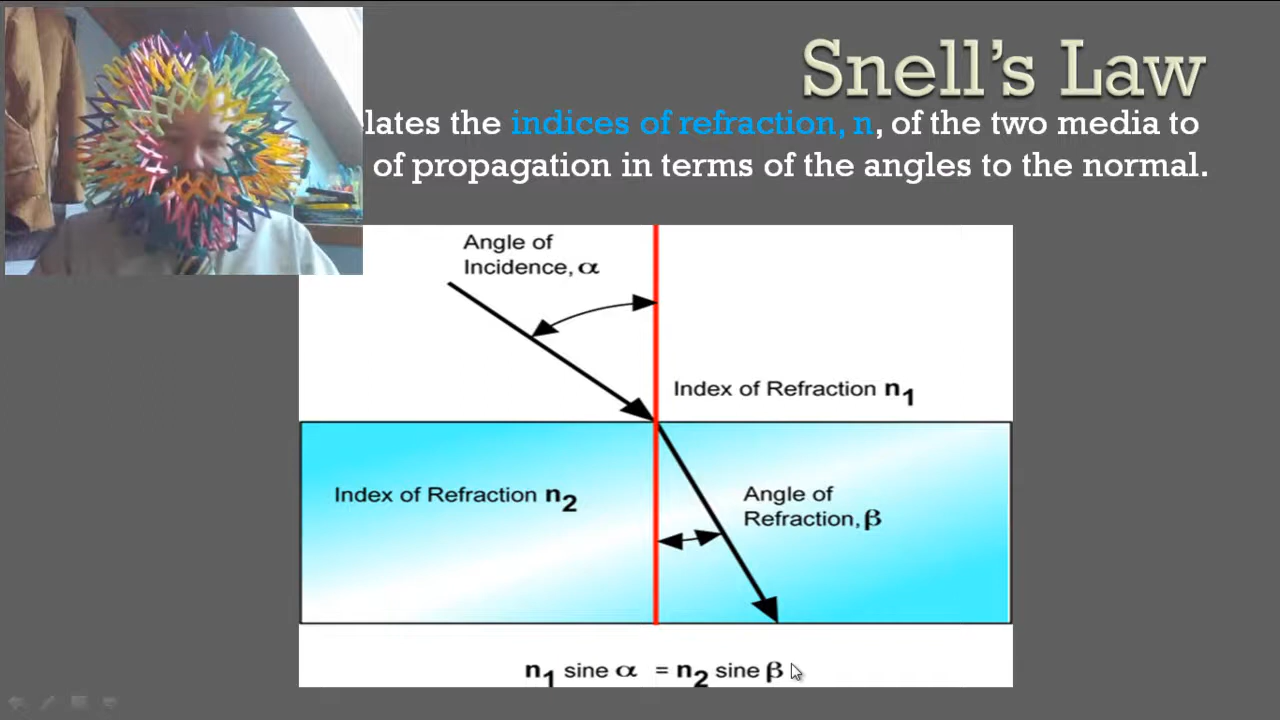 Snell's Law
lates the indices of refraction, n, of the two media to
of propagation in terms of the angles to the normal.
Angle of
Incidence, α
Index of Refraction n1
Index of Refraction n2
Angle of
Refraction, β
n1 sine α = n2 sine β